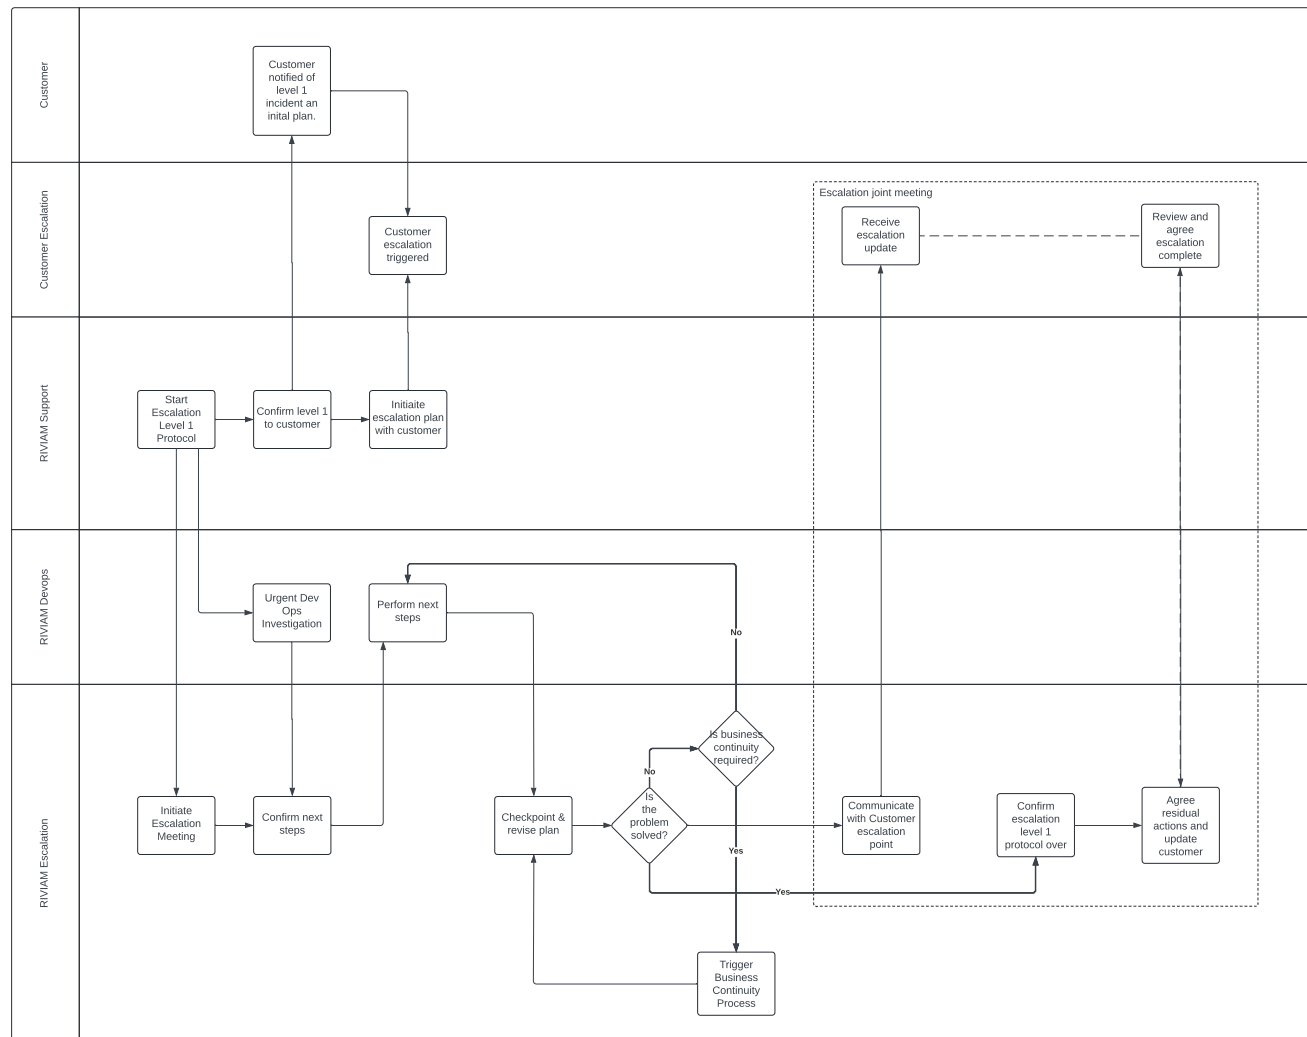 Customer
Customer
notified of
level 1
incident an
inital plan.
Customer Escalation
Customer
escalation
triggered
Escalation joint meeting
Receive
escalation
update
Review and
agree
escalation
complete
RIVIAM Support
Start
Escalation
Level 1
Protocol
Confirm level 1
to customer
Initiaite
escalation plan
with customer
RIVIAM Devops
Urgent Dev
Ops
Investigation
Perform next
steps
No
RIVIAM Escalation
Initiate
Escalation
Meeting
Confirm next
steps
Checkpoint &
revise plan
Is
the
problem
solved?
No
Is business
continuity
required?
Yes
Yes
Communicate
with Customer
escalation
point
Confirm
escalation
level 1
protocol over
Agree
residual
actions and
update
customer
Trigger
Business
Continuity
Process